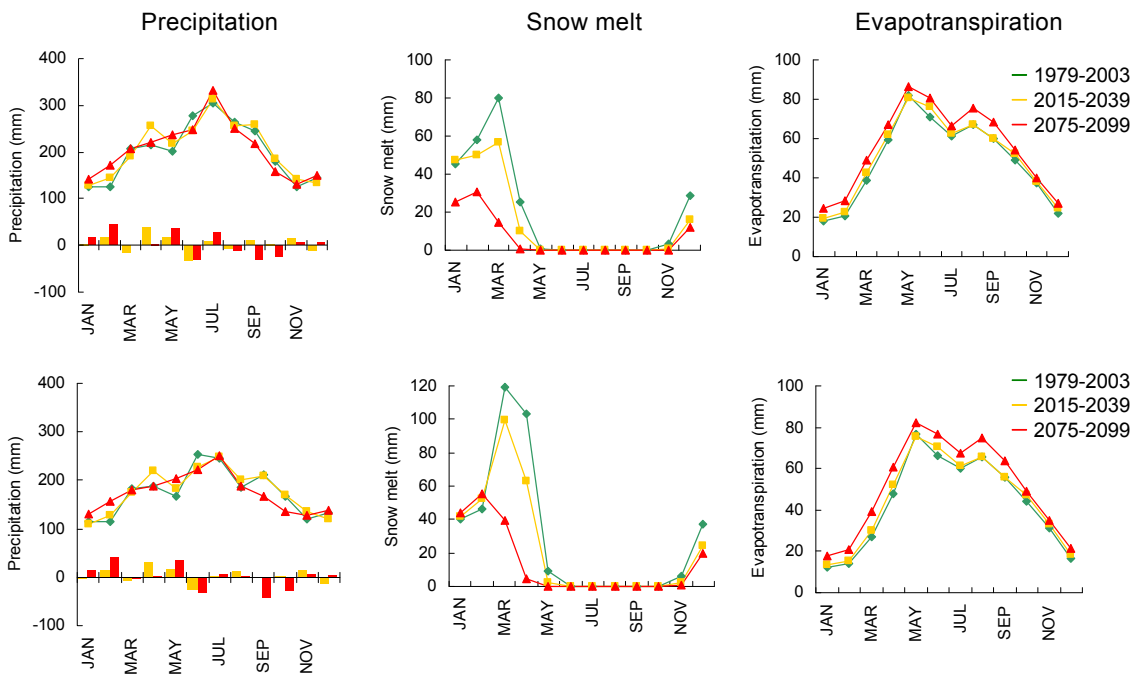 Precipitation
Snow melt
Evapotranspiration
Precipitation (mm)
400
300
200
100
0
-100
JAN
MAR
MAY
JUL
SEP
NOV
Snow melt (mm)
100
80
60
40
20
0
JAN
MAR
MAY
JUL
SEP
NOV
Evapotranspitation (mm)
100
80
60
40
20
0
JAN
MAR
MAY
JUL
SEP
NOV
1979-2003
2015-2039
2075-2099
Precipitation (mm)
400
300
200
100
0
-100
JAN
MAR
MAY
JUL
SEP
NOV
Snow melt (mm)
120
100
80
60
40
20
0
JAN
MAR
MAY
JUL
SEP
NOV
Evapotranspiration (mm)
100
80
60
40
20
0
JAN
MAR
MAY
JUL
SEP
NOV
1979-2003
2015-2039
2075-2099